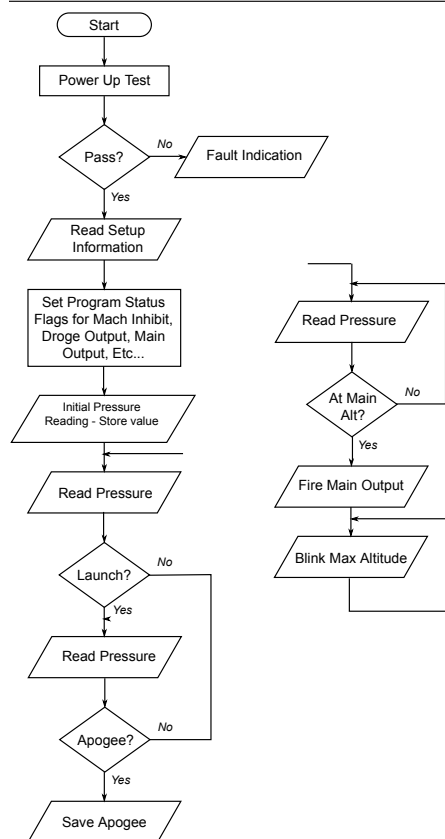 Start
Power Up Test
Pass?
No
Fault Indication
Yes
Read Setup
Information
Set Program Status
Flags for Mach Inhibit,
Droge Output, Main
Output, Etc...
Initial Pressure
Reading - Store value
Read Pressure
Launch?
No
Yes
Read Pressure
Apogee?
No
Yes
Save Apogee
Read Pressure
At Main
Alt?
No
Yes
Fire Main Output
Blink Max Altitude